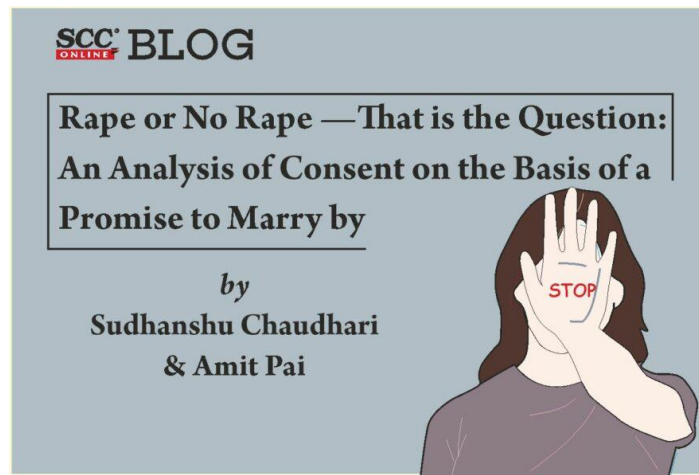 SCC® BLOG
ONLINE
Rape or No Rape —That is the Question:
An Analysis of Consent on the Basis of a
Promise to Marry by
by
Sudhanshu Chaudhari
& Amit Pai
STOP